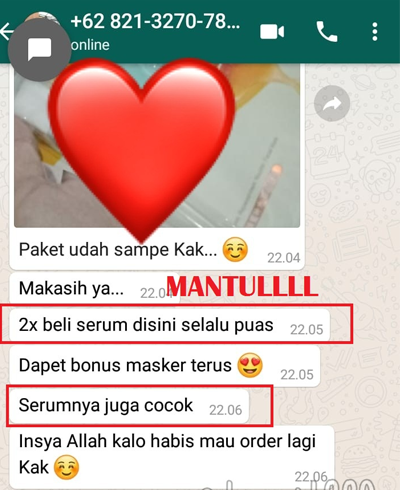 +62 821-3270-78...
online
Paket udah sampe Kak... 😊
22.04
Makasih ya...
22.04
MANTULLLL
2x beli serum disini selalu puas
22.05
Dapet bonus masker terus 😍
22.05
Serumnya juga cocok
22.06
Insya Allah kalo habis mau order lagi
Kak 😊
22.06